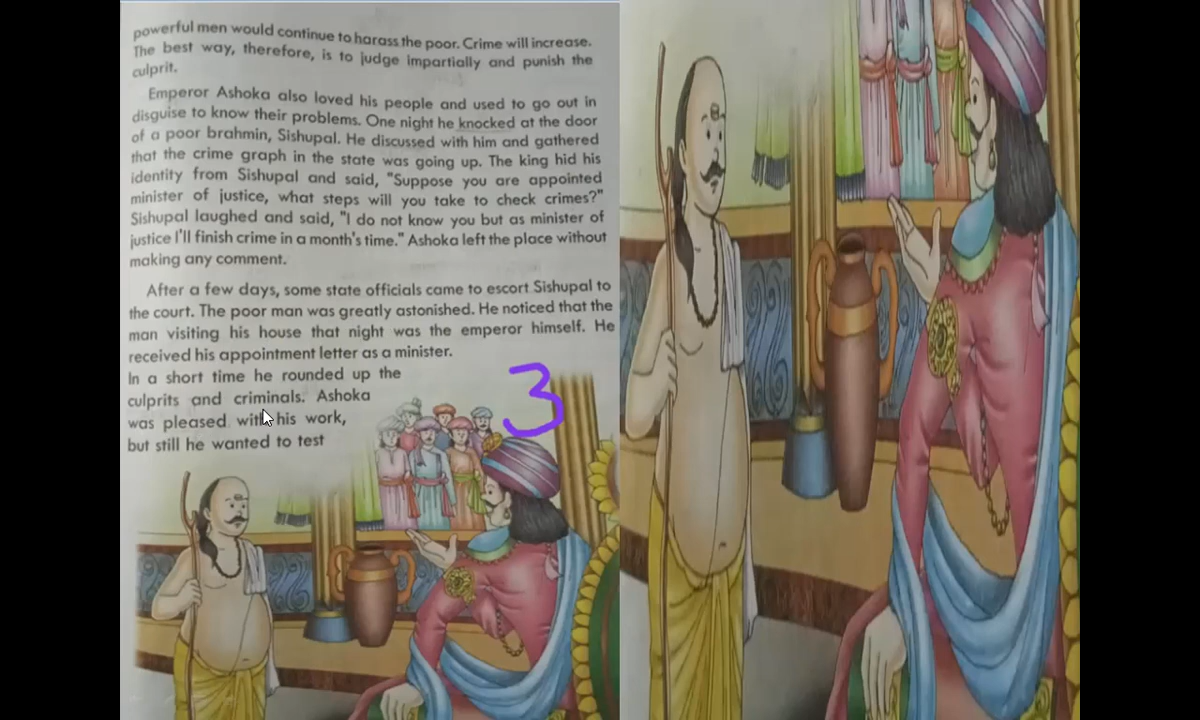 powerful men would continue to harass the poor. Crime will increase.
The best way, therefore, is to judge impartially and punish the
culprit.
Emperor Ashoka also loved his people and used to go out in
disguise to know their problems. One night he knocked at the door
of a poor brahmin, Sishupal. He discussed with him and gathered
that the crime graph in the state was going up. The king hid his
identity from Sishupal and said, "Suppose you are appointed
minister of justice, what steps will you take to check crimes?"
Sishupal laughed and said, "I do not know you but as minister of
justice I'll finish crime in a month's time." Ashoka left the place without
making any comment.
After a few days, some state officials came to escort Sishupal to
the court. The poor man was greatly astonished. He noticed that the
man visiting his house that night was the emperor himself. He
received his appointment letter as a minister.
In a short time he rounded up the
culprits and criminals. Ashoka
was pleased with his work,
but still he wanted to test
3